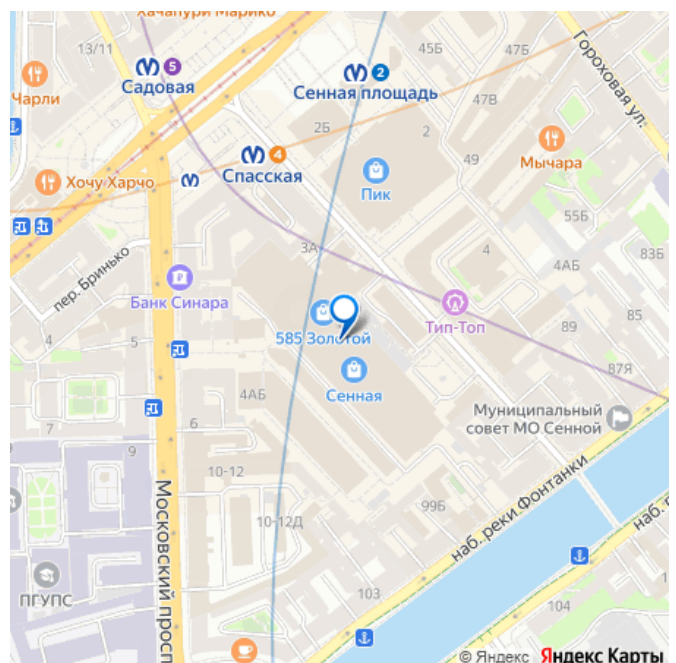 Хачапури Марико
13/11
5
Садовая
2
Сенная площадь
45Б
47Б
Гороховая ул.
Чарли
2Б
2
47В
49
Мычара
4
Спасская
Хочу Харчо
Пик
55Б
83Б
3А
4
4АБ
пер. Бринько
Банк Синара
Тип-Топ
85
89
585 Золотой
4
5
87Я
Сенная
4АБ
Муниципальный
совет МО Сенной
7
6
9
10-12
99Б
наб. реки Фонтанки
10-12Д
Московский просп
наб.
ПГУПС
103
104
© Яндекс Яндекс Карты